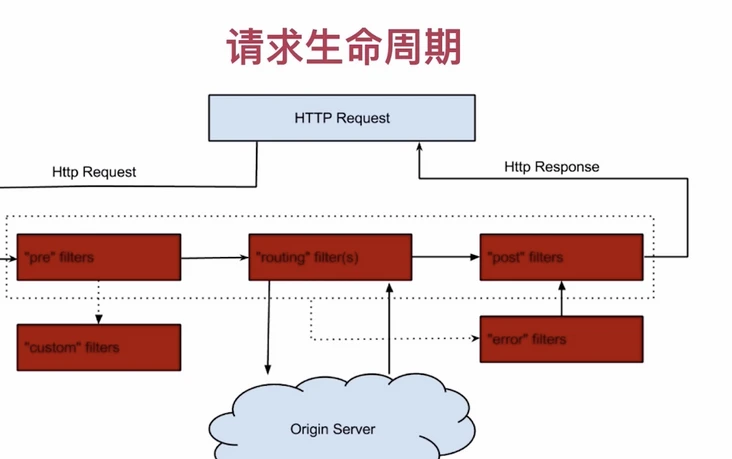 请求生命周期
HTTP Request
Http Request
Http Response
"pre" filters
"routing" filter(s)
"post" filters
"custom" filters
"error" filters
Origin Server